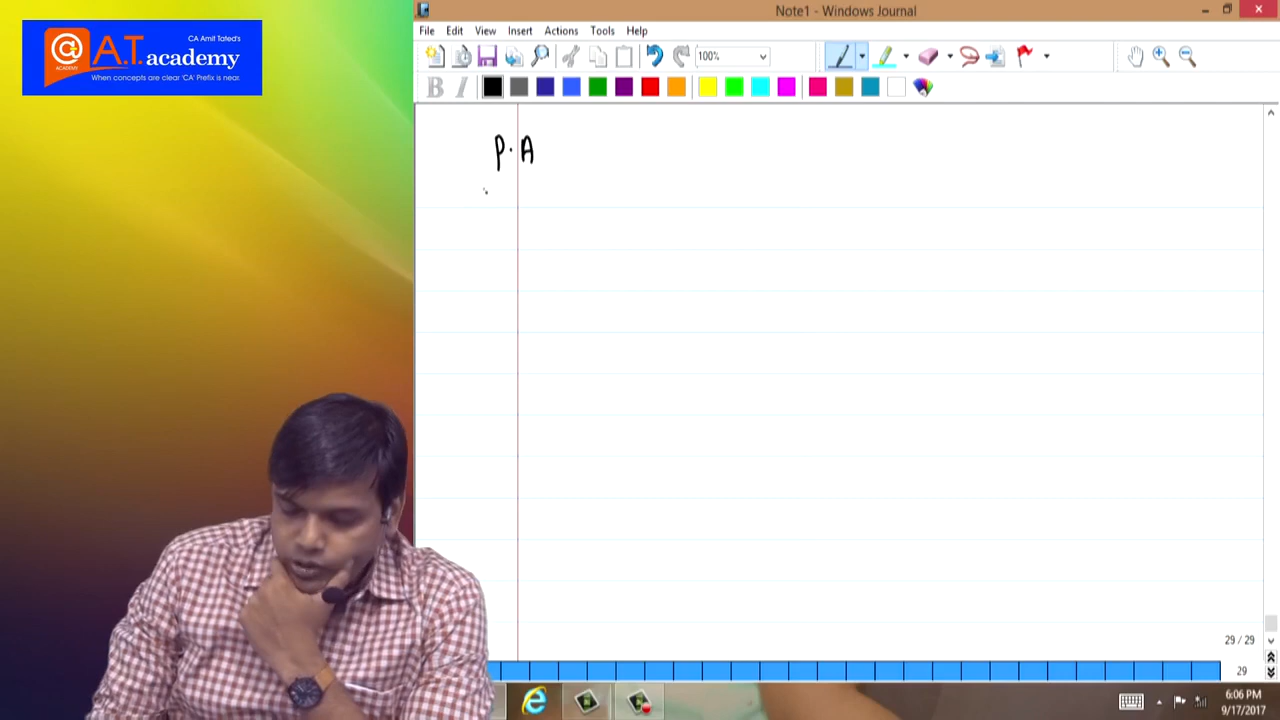 @ A.T. academy
CA Amit Tated's
ACADEMY
When concepts are clear 'CA' Prefix is near.
Note1 - Windows Journal
File Edit View Insert Actions Tools Help
100%
B I
P. A
29 / 29
29
6:06 PM
9/17/2017